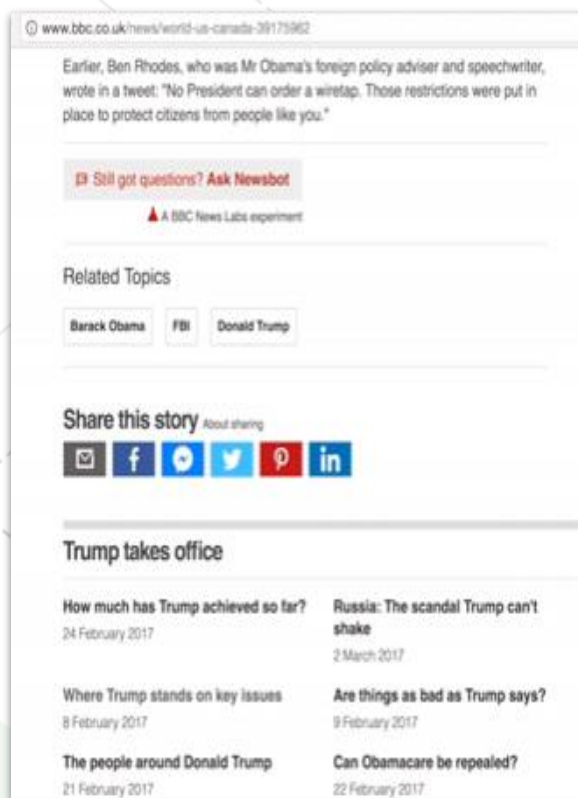 www.bbc.co.uk/news/world-us-canada-39175962
Earlier, Ben Rhodes, who was Mr Obama's foreign policy adviser and speechwriter,
wrote in a tweet: "No President can order a wiretap. Those restrictions were put in
place to protect citizens from people like you."
Still got questions? Ask Newsbot
A BBC News Labs experiment
Related Topics
Barack Obama FBI Donald Trump
Share this story About sharing
Trump takes office
How much has Trump achieved so far?
24 February 2017
Russia: The scandal Trump can't
shake
2 March 2017
Where Trump stands on key issues
8 February 2017
Are things as bad as Trump says?
9 February 2017
The people around Donald Trump
21 February 2017
Can Obamacare be repealed?
22 February 2017